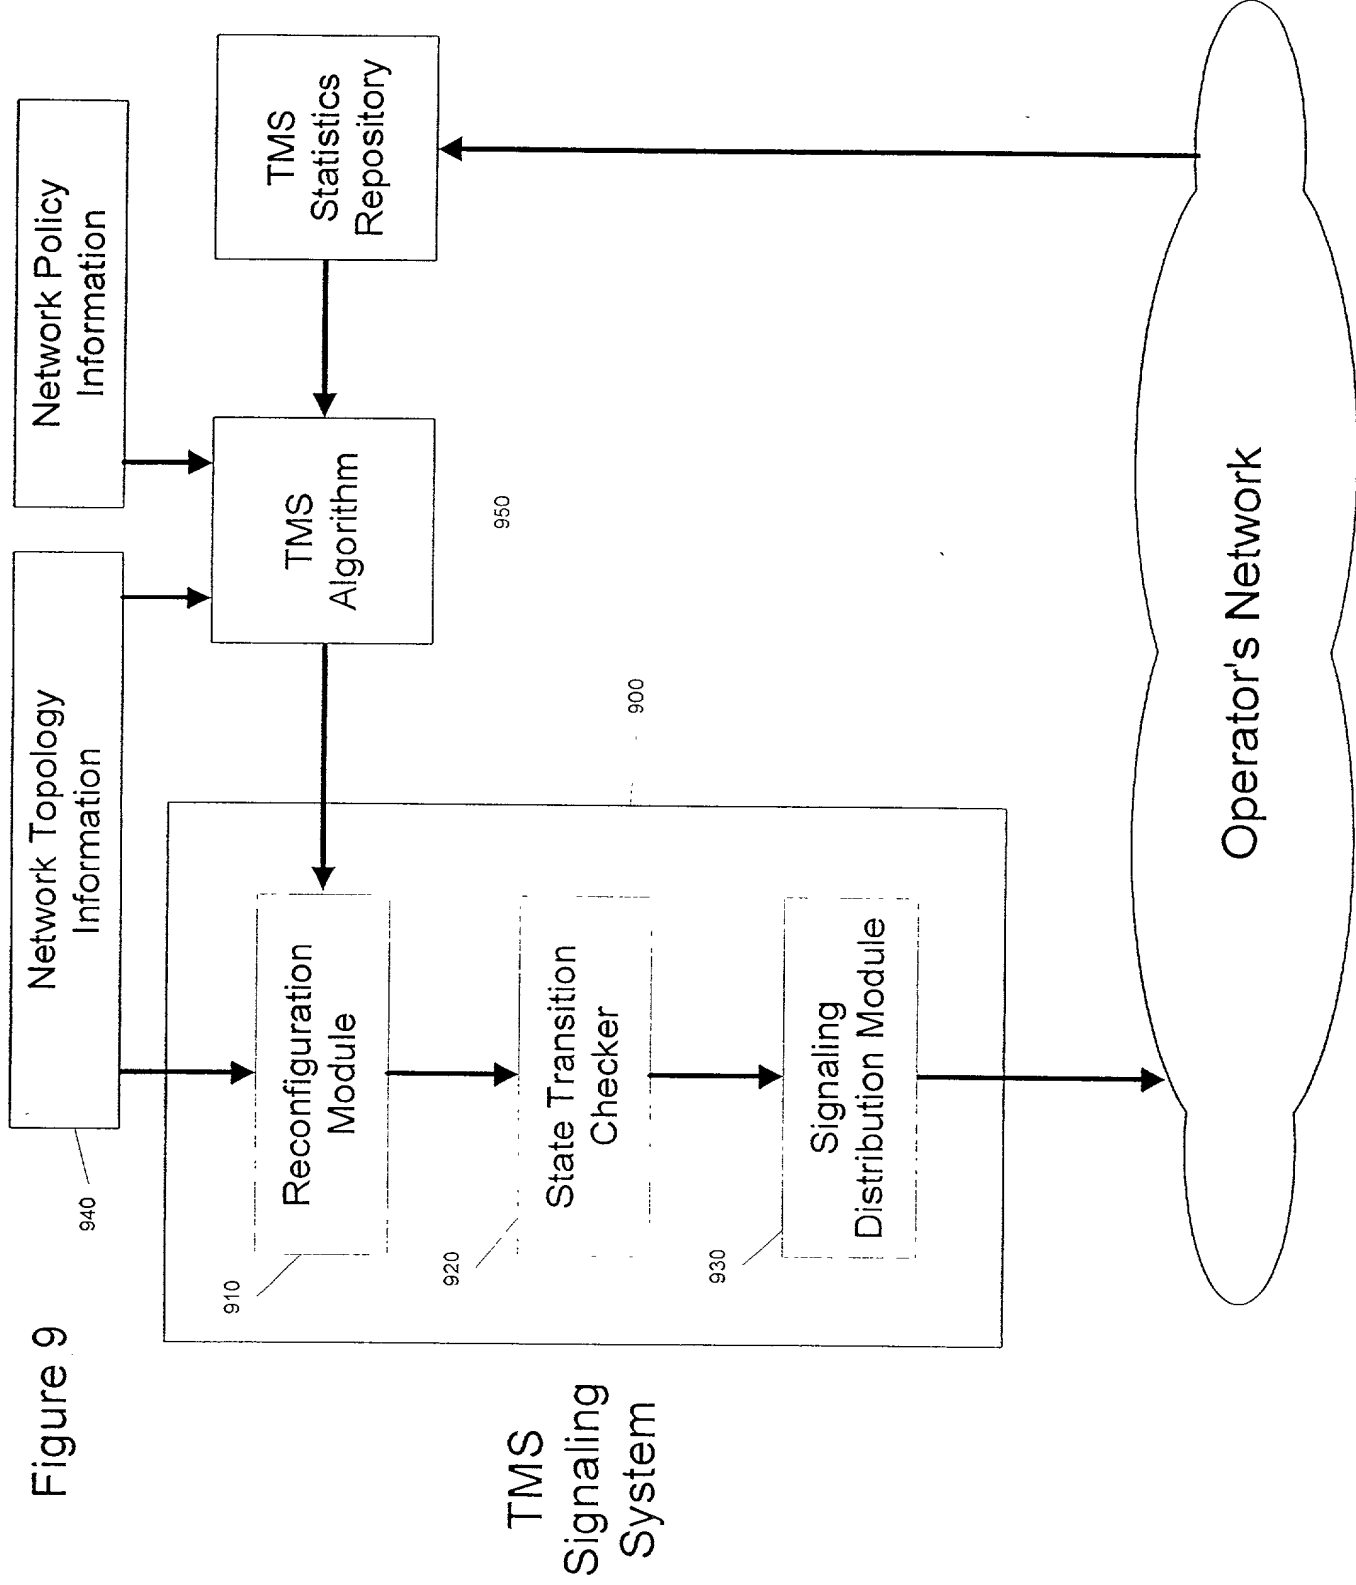 Figure 9
940
Network Topology
Information
Network Policy
Information
910
Reconfiguration
Module
TMS
Algorithm
950
TMS
Statistics
Repository
900
TMS
Signaling
System
920
State Transition
Checker
930
Signaling
Distribution Module
Operator's Network